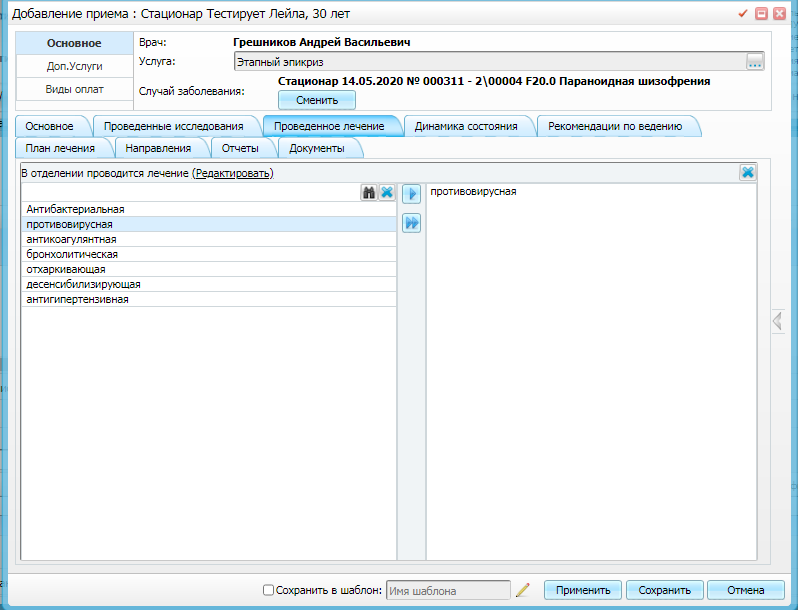 Добавление приема : Стационар Тестирует Лейла, 30 лет
Основное
Доп.Услуги
Виды оплат
Врач: Грешников Андрей Васильевич
Услуга: Этапный эпикриз ...
Случай заболевания: Стационар 14.05.2020 № 000311 - 2\00004 F20.0 Параноидная шизофрения
Сменить
Основное Проведенные исследования Проведенное лечение Динамика состояния Рекомендации по ведению
План лечения Направления Отчеты Документы
В отделении проводится лечение (Редактировать)
Антибактериальная
противовирусная
антикоагулянтная
бронхолитическая
отхаркивающая
десенсибилизирующая
антигипертензивная
противовирусная
Сохранить в шаблон: Имя шаблона Применить Сохранить Отмена